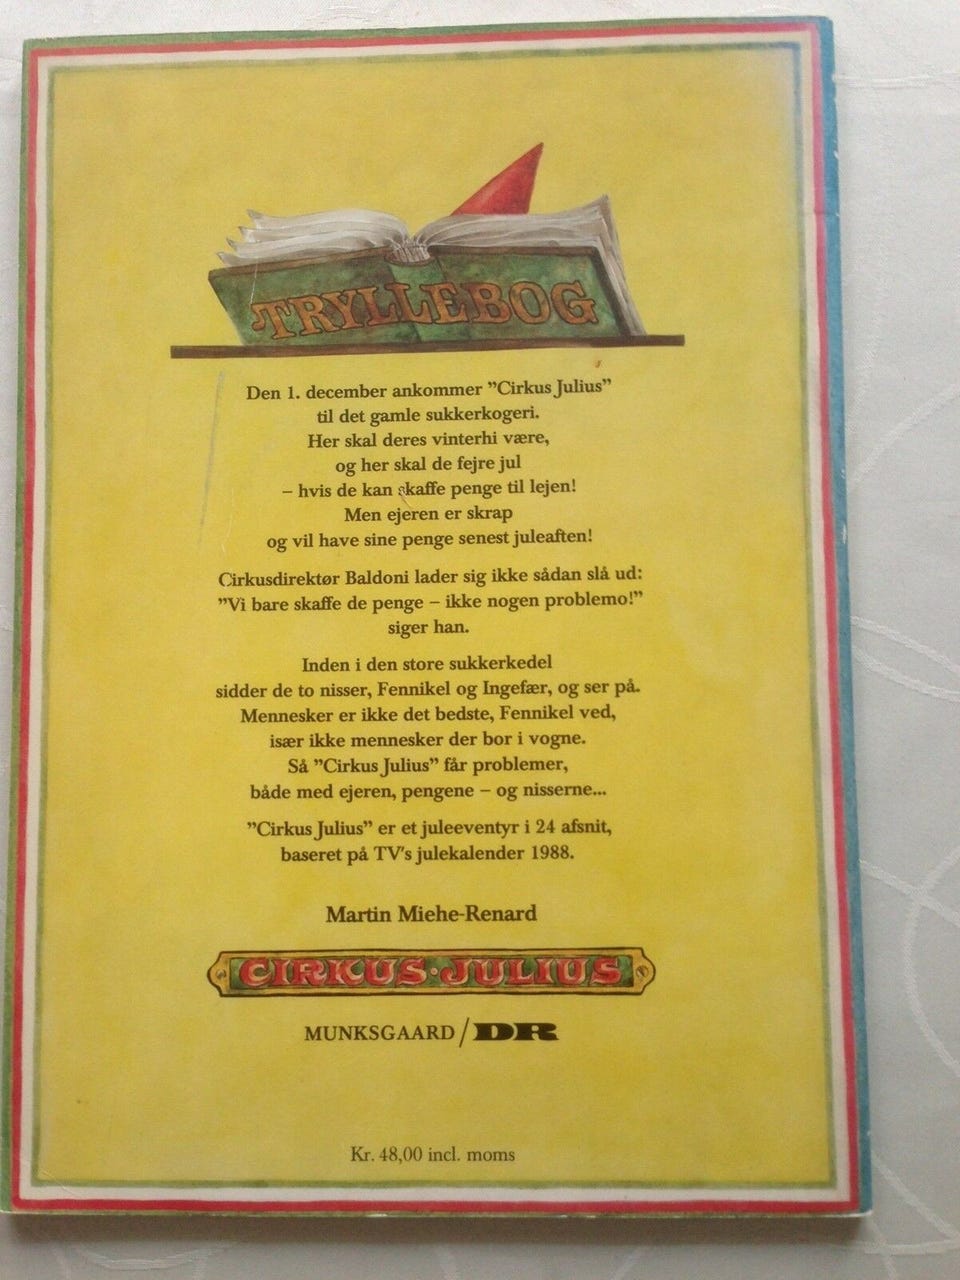 TRYLLEBOG
Den 1. december ankommer ”Cirkus Julius”
til det gamle sukkerkogeri.
Her skal deres vinterhi være,
og her skal de fejre jul
– hvis de kan skaffe penge til lejen!
Men ejeren er skrap
og vil have sine penge senest juleaften!
Cirkusdirektør Baldoni lader sig ikke sådan slå ud:
”Vi bare skaffe de penge – ikke nogen problemo!”
siger han.
Inden i den store sukkerkedel
sidder de to nisser, Fennikel og Ingefær, og ser på.
Mennesker er ikke det bedste, Fennikel ved,
især ikke mennesker der bor i vogne.
Så ”Cirkus Julius” får problemer,
både med ejeren, pengene – og nisserne...
”Cirkus Julius” er et juleeventyr i 24 afsnit,
baseret på TV's julekalender 1988.
Martin Miehe-Renard
CIRKUS·JULIUS
MUNKSGAARD/DR
Kr. 48,00 incl. moms